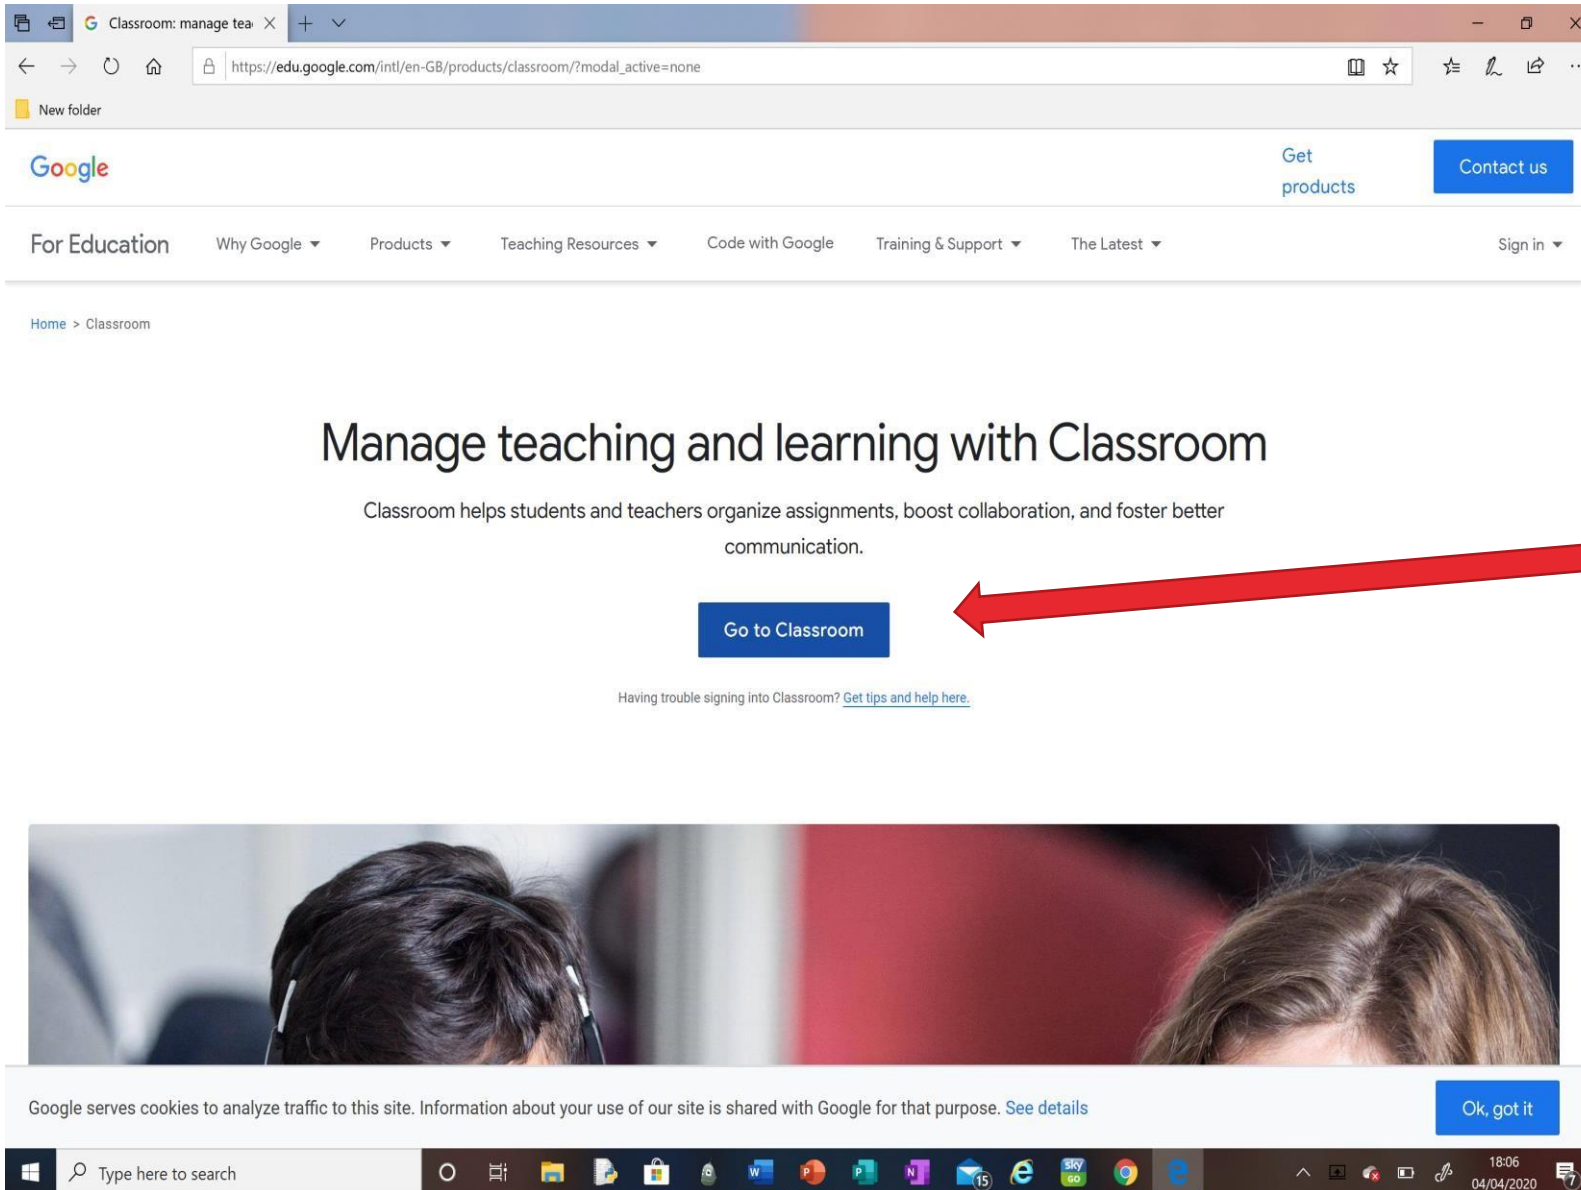 Classroom: manage tea
https://edu.google.com/intl/en-GB/products/classroom/?modal_active=none
New folder
Google
Get
products
Contact us
For Education Why Google Products Teaching Resources Code with Google Training & Support The Latest Sign in
Home > Classroom
Manage teaching and learning with Classroom
Classroom helps students and teachers organize assignments, boost collaboration, and foster better
communication.
Go to Classroom
Having trouble signing into Classroom? Get tips and help here.
Google serves cookies to analyze traffic to this site. Information about your use of our site is shared with Google for that purpose. See details
Ok, got it
Type here to search
sky
GO
15
18:06
04/04/2020
7